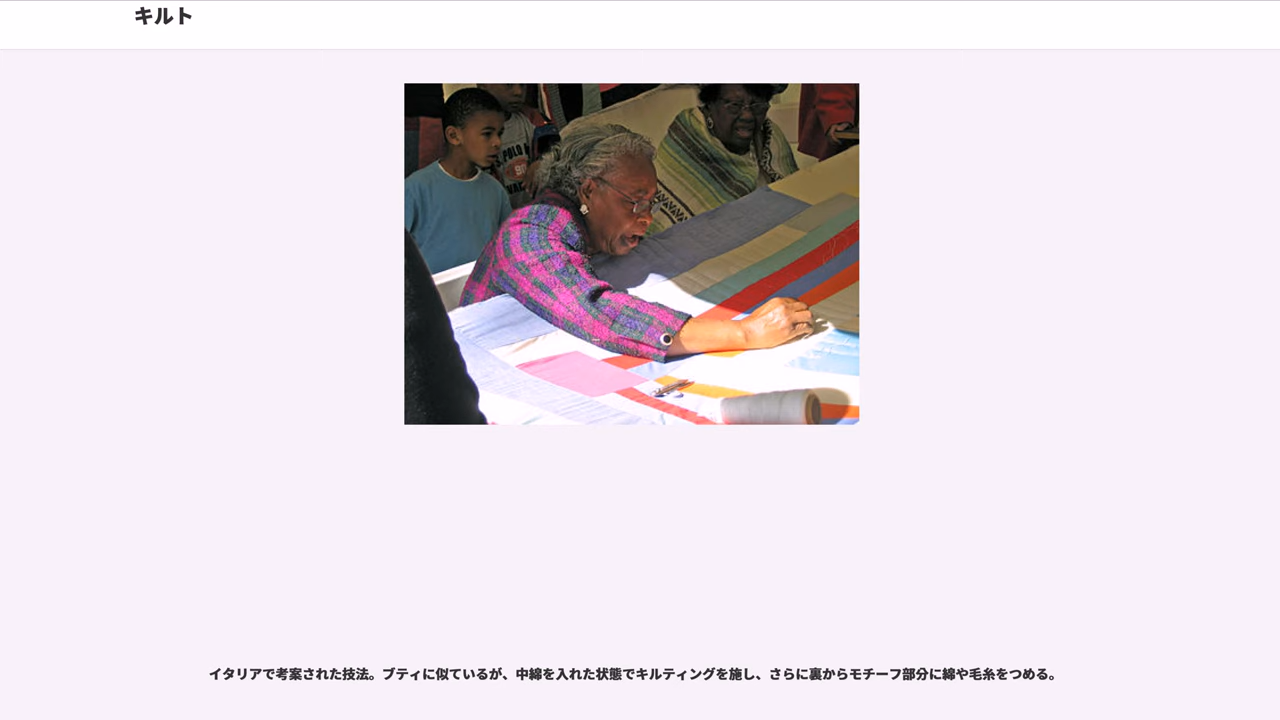 キルト
S. POLO
イタリアで考案された技法。ブティに似ているが、中綿を入れた状態でキルティングを施し、さらに裏からモチーフ部分に綿や毛糸をつめる。